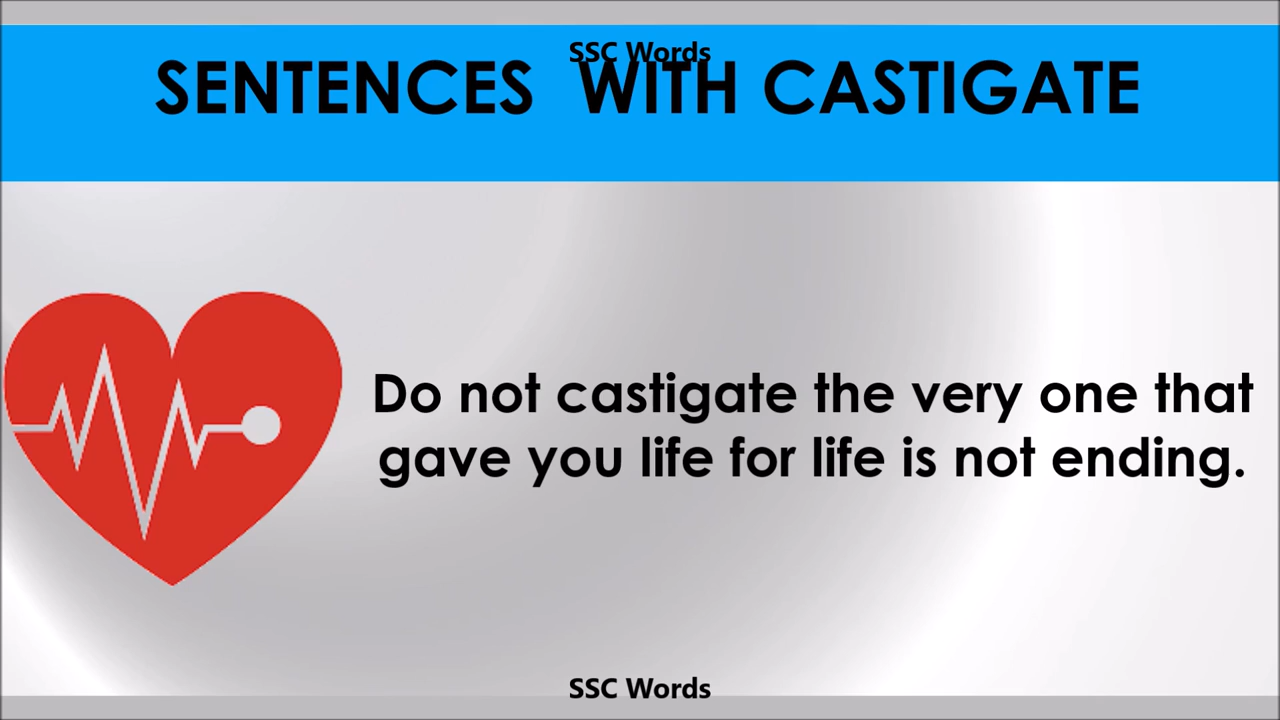 SSC Words
SENTENCES WITH CASTIGATE
Do not castigate the very one that
gave you life for life is not ending.
SSC Words